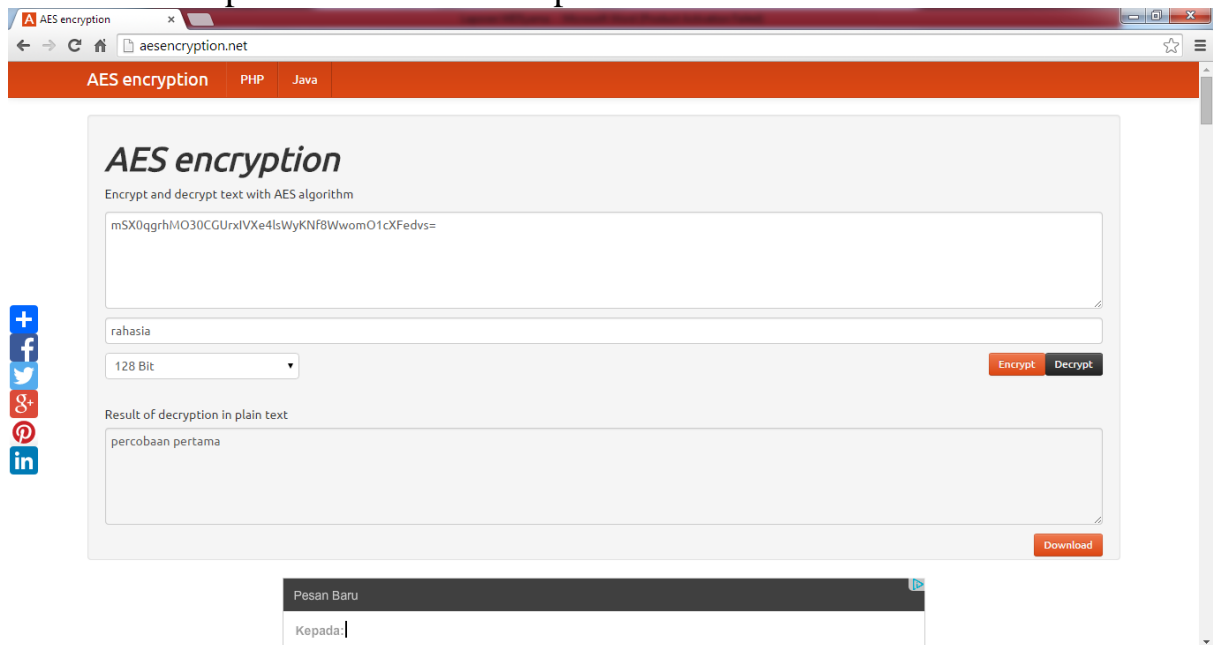 AES encryption
aesencryption.net
AES encryption PHP Java
AES encryption
Encrypt and decrypt text with AES algorithm
mSX0qgrhMO30CGUrxIVXe4lsWyKNf8WwomO1cXFedvs=
rahasia
128 Bit
Encrypt Decrypt
Result of decryption in plain text
percobaan pertama
Download
Pesan Baru
Kepada: